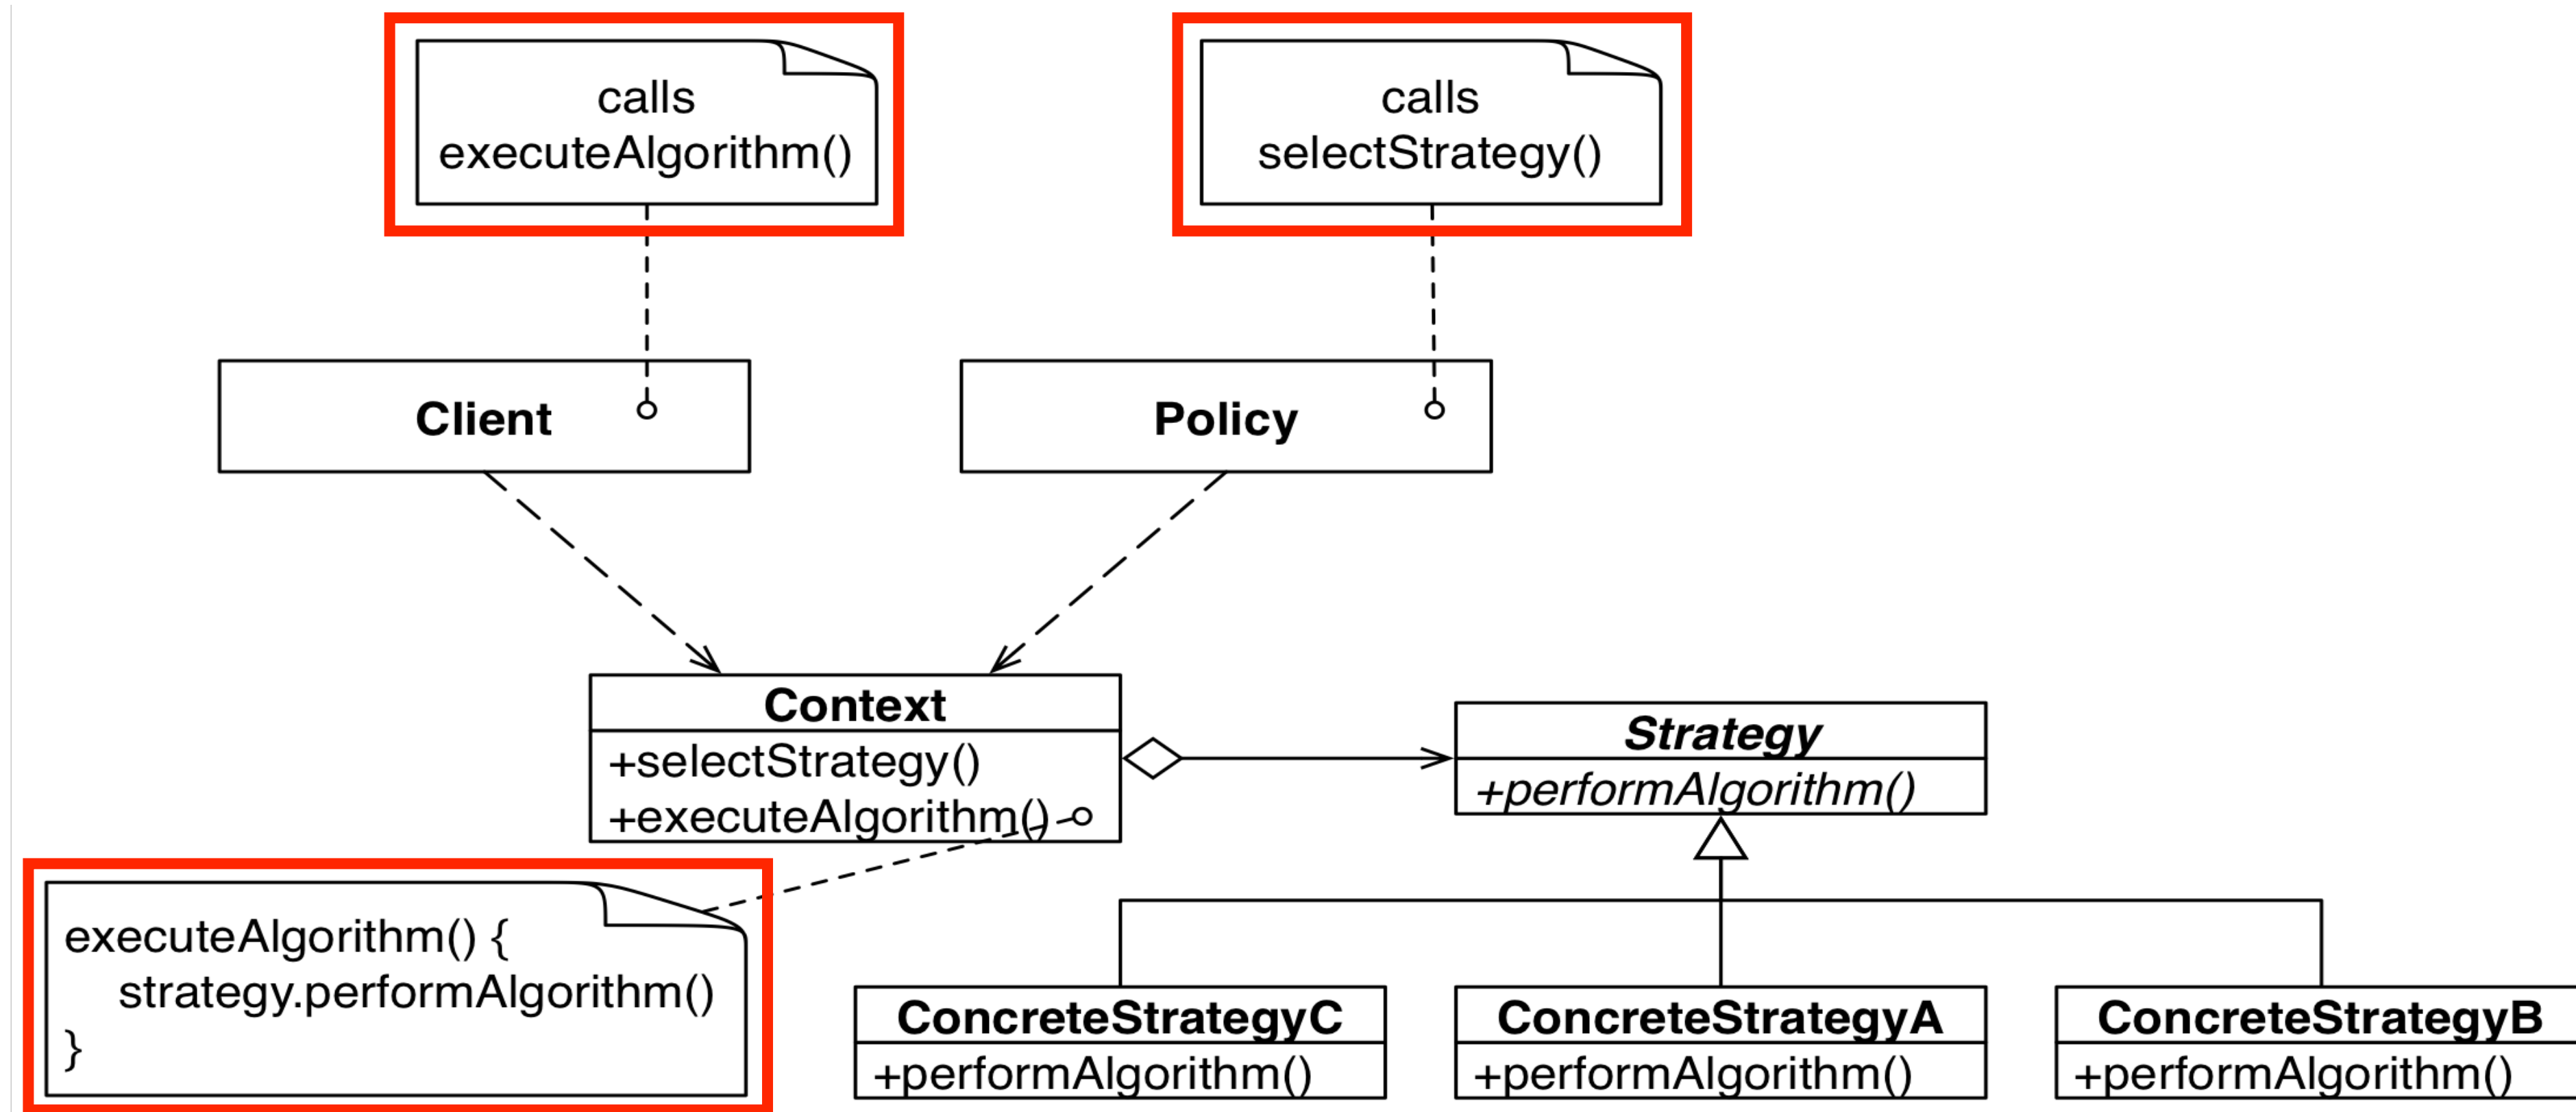 calls
executeAlgorithm()
calls
selectStrategy()
Client
Policy
Context
+selectStrategy()
+executeAlgorithm()
Strategy
+performAlgorithm()
executeAlgorithm() {
strategy.performAlgorithm()
}
ConcreteStrategyC
+performAlgorithm()
ConcreteStrategyA
+performAlgorithm()
ConcreteStrategyB
+performAlgorithm()